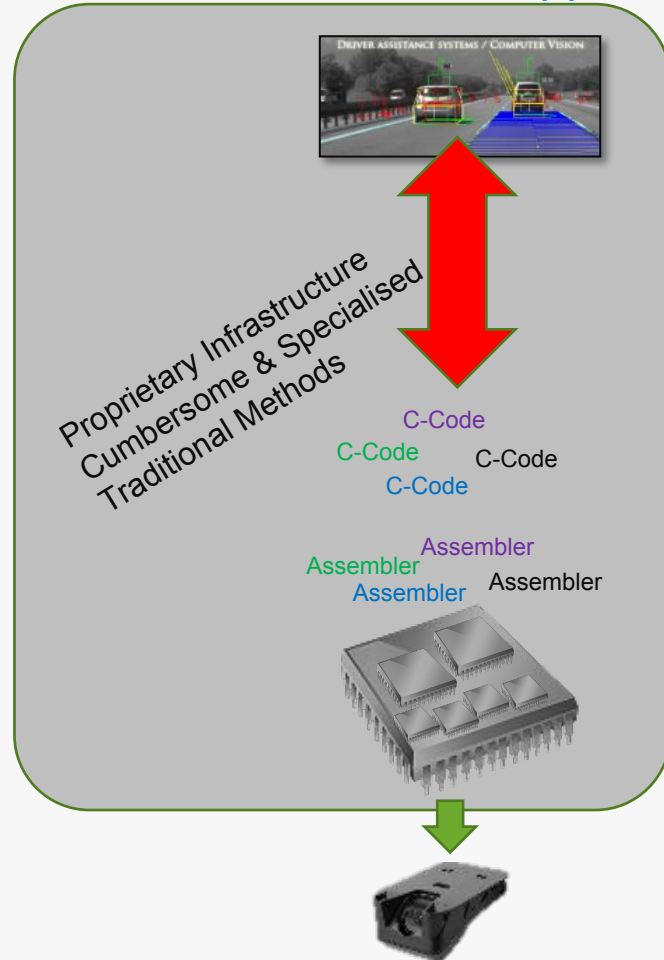 DRIVER ASSISTANCE SYSTEMS / COMPUTER VISION
Proprietary Infrastructure
Cumbersome & Specialised
Traditional Methods
C-Code
C-Code
C-Code
C-Code
Assembler
Assembler
Assembler
Assembler